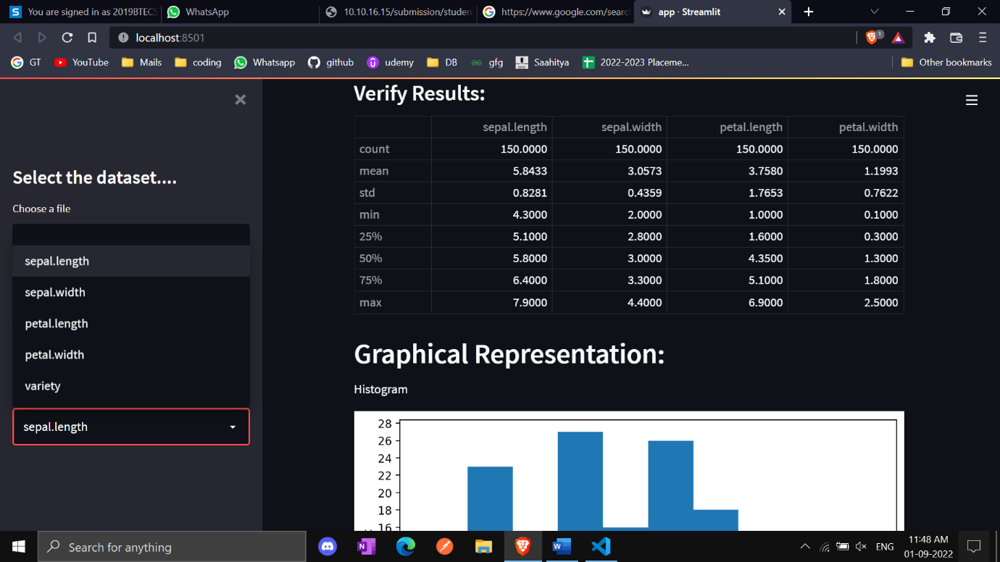 You are signed in as 2019BTECS
WhatsApp
10.10.16.15/submission/studen
https://www.google.com/searc
app · Streamlit
localhost:8501
1
GT
YouTube
Mails
coding
Whatsapp
github
udemy
DB
gfg
Saahitya
2022-2023 Placeme...
Other bookmarks
Select the dataset....
Choose a file
sepal.length
sepal.width
petal.length
petal.width
variety
sepal.length
Verify Results:
sepal.length sepal.width petal.length petal.width
count 150.0000 150.0000 150.0000 150.0000
mean 5.8433 3.0573 3.7580 1.1993
std 0.8281 0.4359 1.7653 0.7622
min 4.3000 2.0000 1.0000 0.1000
25% 5.1000 2.8000 1.6000 0.3000
50% 5.8000 3.0000 4.3500 1.3000
75% 6.4000 3.3000 5.1000 1.8000
max 7.9000 4.4000 6.9000 2.5000
Graphical Representation:
Histogram
28
26
24
22
20
18
16
Search for anything
ENG
11:48 AM
01-09-2022